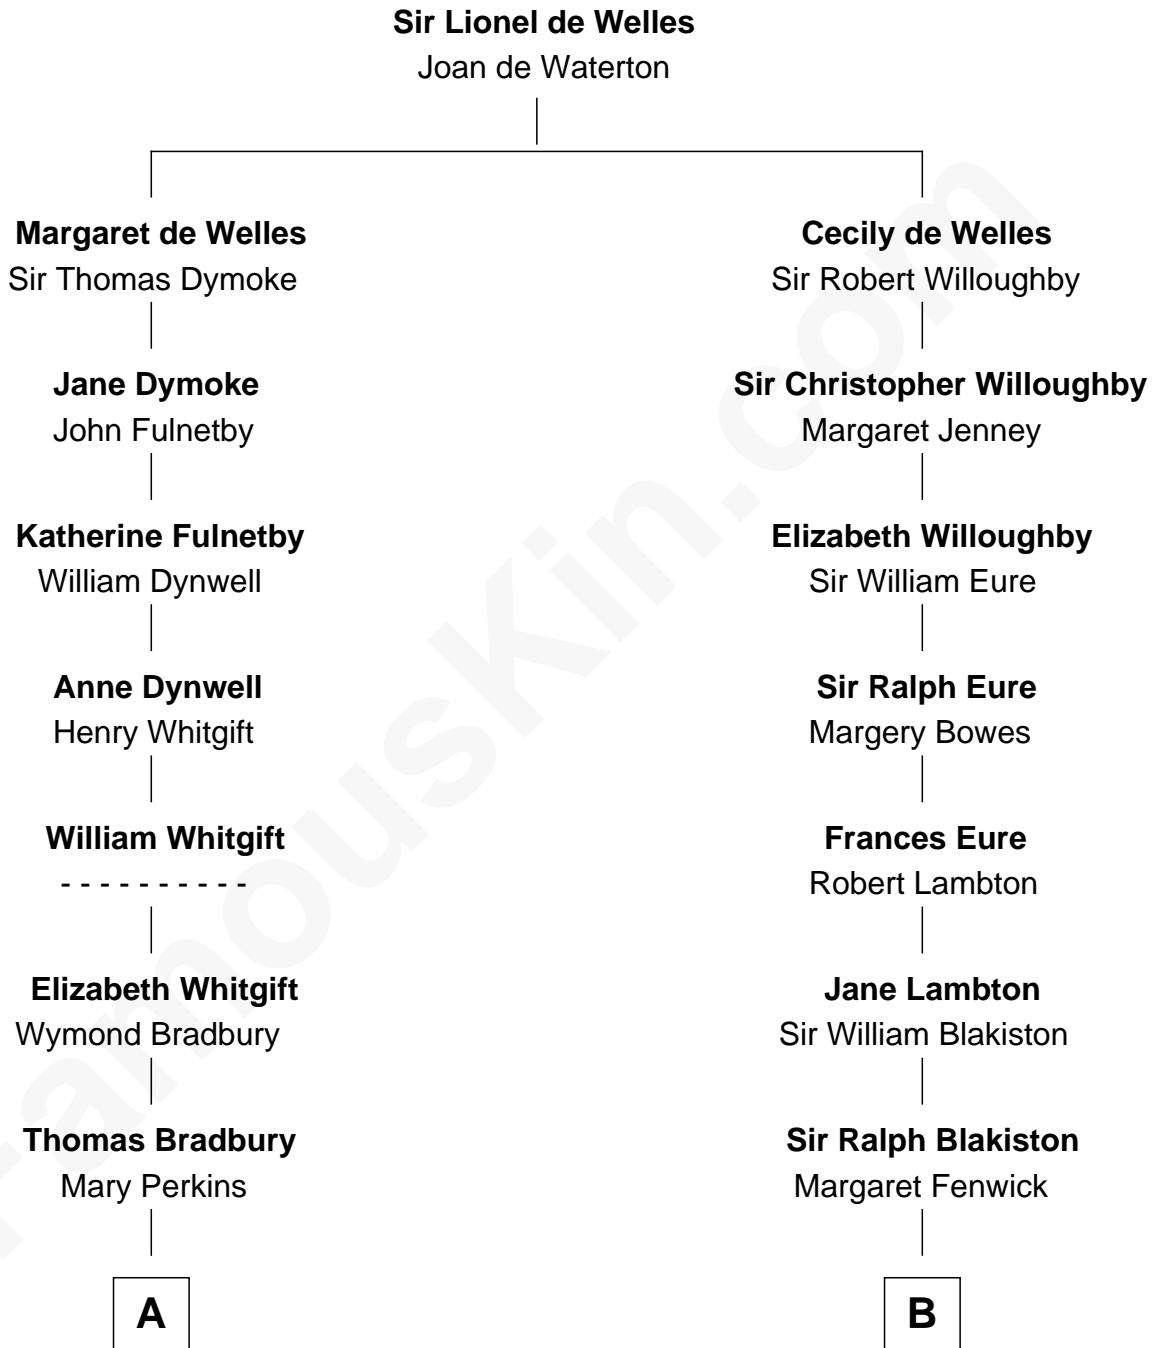 Sir Lionel de Welles
Joan de Waterton
Margaret de Welles
Sir Thomas Dymoke
Cecily de Welles
Sir Robert Willoughby
Jane Dymoke
John Fulnetby
Sir Christopher Willoughby
Margaret Jenney
Katherine Fulnetby
William Dynwell
Elizabeth Willoughby
Sir William Eure
Anne Dynwell
Henry Whitgift
Sir Ralph Eure
Margery Bowes
William Whitgift
- - - - - - - - - -
Frances Eure
Robert Lambton
Elizabeth Whitgift
Wymond Bradbury
Jane Lambton
Sir William Blakiston
Thomas Bradbury
Mary Perkins
Sir Ralph Blakiston
Margaret Fenwick
A
B
FamousKin.com